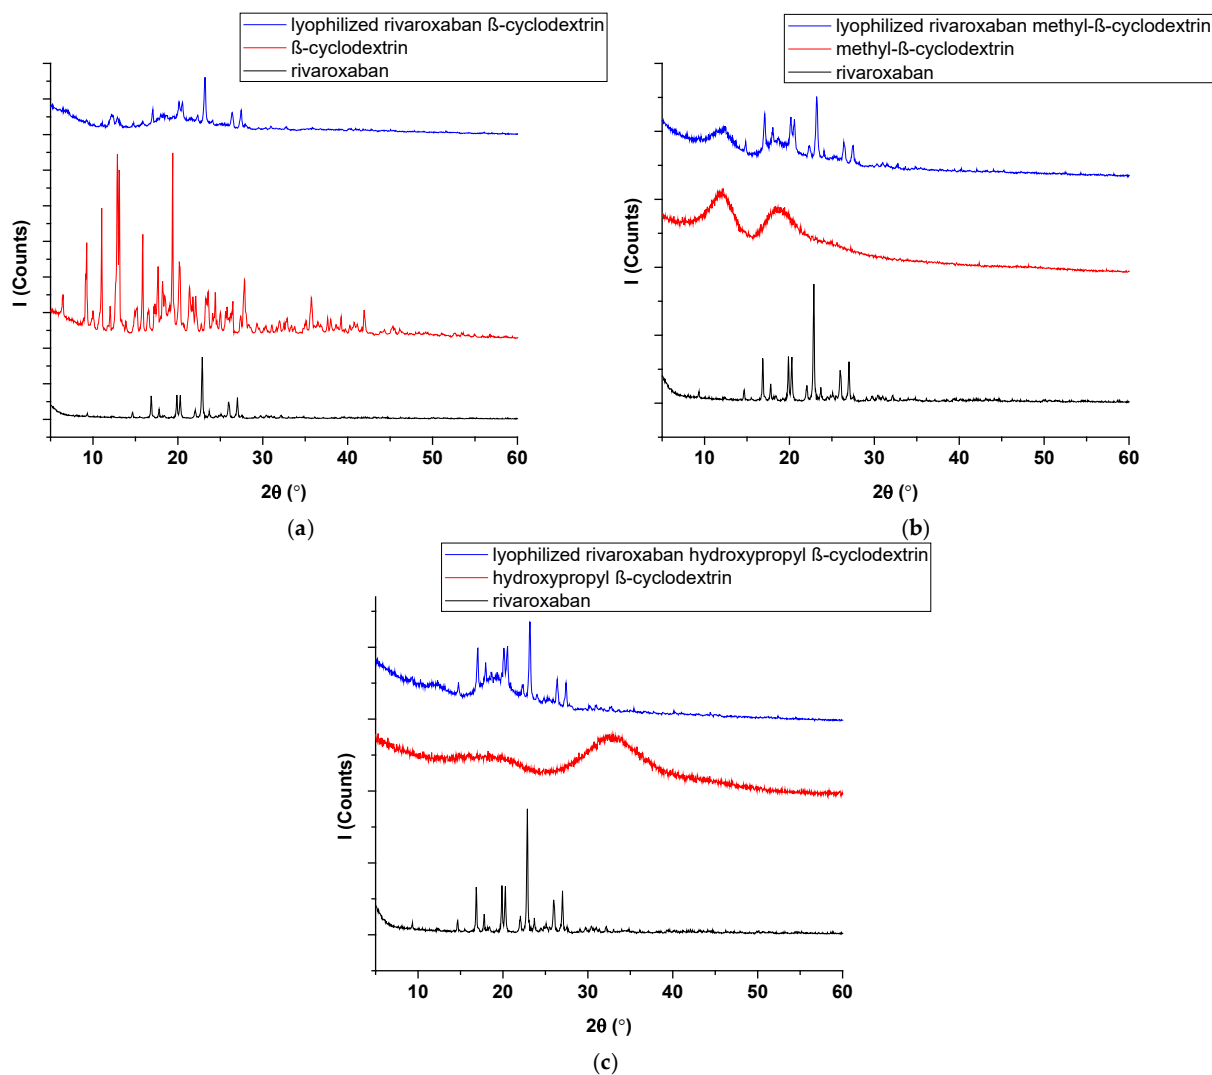 lyophilized rivaroxaban ß-cyclodextrin
ß-cyclodextrin
rivaroxaban
I (Counts)
10 20 30 40 50 60
2θ (°)
(a)
lyophilized rivaroxaban methyl-ß-cyclodextrin
methyl-ß-cyclodextrin
rivaroxaban
I (Counts)
10 20 30 40 50 60
2θ (°)
(b)
lyophilized rivaroxaban hydroxypropyl ß-cyclodextrin
hydroxypropyl ß-cyclodextrin
rivaroxaban
I (Counts)
10 20 30 40 50 60
2θ (°)
(c)